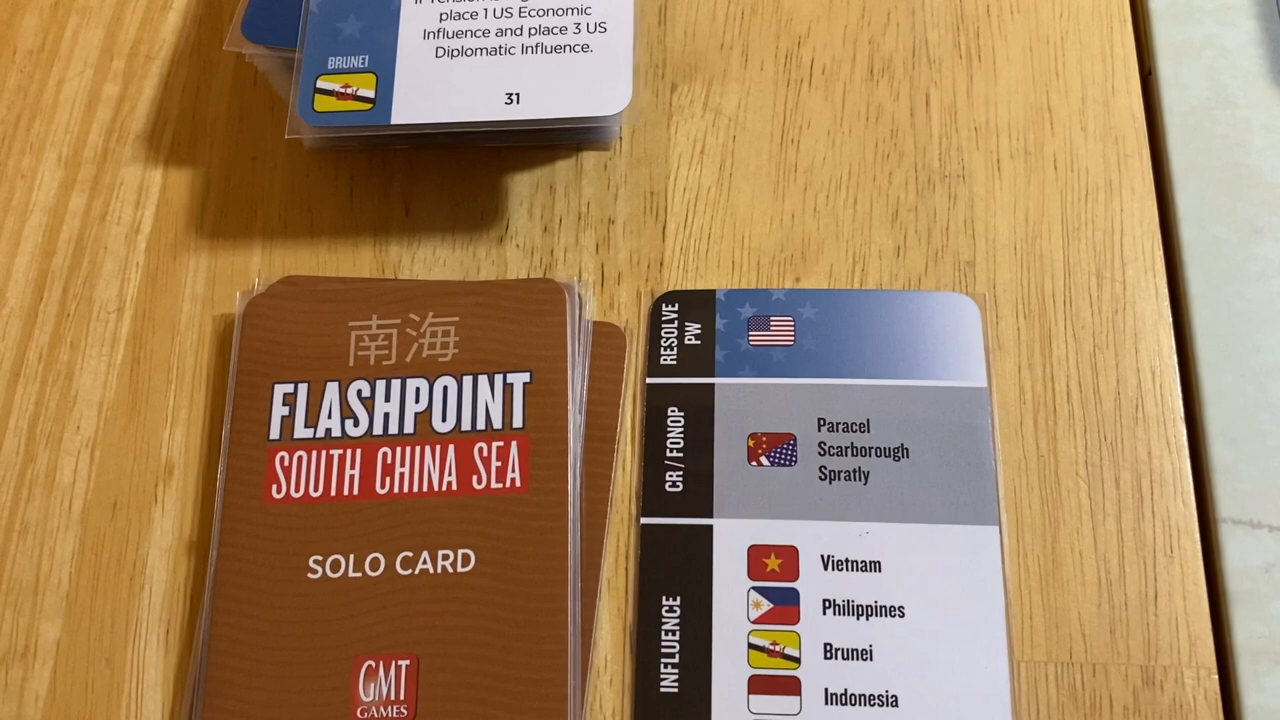 place 1 US Economic
Influence and place 3 US
Diplomatic Influence.
BRUNEI
31
南海
FLASHPOINT
SOUTH CHINA SEA
SOLO CARD
GMT
GAMES
RESOLVE
PW
CR / FONOP
Paracel
Scarborough
Spratly
INFLUENCE
Vietnam
Philippines
Brunei
Indonesia